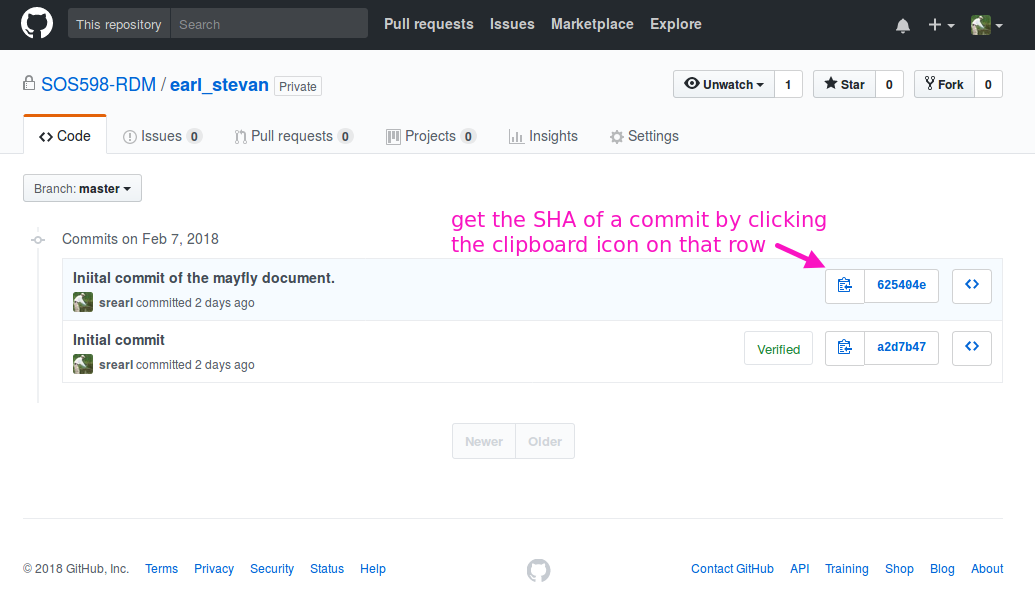 This repository Search Pull requests Issues Marketplace Explore
SOS598-RDM / earl_stevan Private
Unwatch 1 Star 0 Fork 0
Code Issues 0 Pull requests 0 Projects 0 Insights Settings
Branch: master
get the SHA of a commit by clicking
the clipboard icon on that row
Commits on Feb 7, 2018
Iniital commit of the mayfly document.
srearl committed 2 days ago
625404e
Initial commit
srearl committed 2 days ago
Verified
a2d7b47
Newer Older
© 2018 GitHub, Inc. Terms Privacy Security Status Help Contact GitHub API Training Shop Blog About